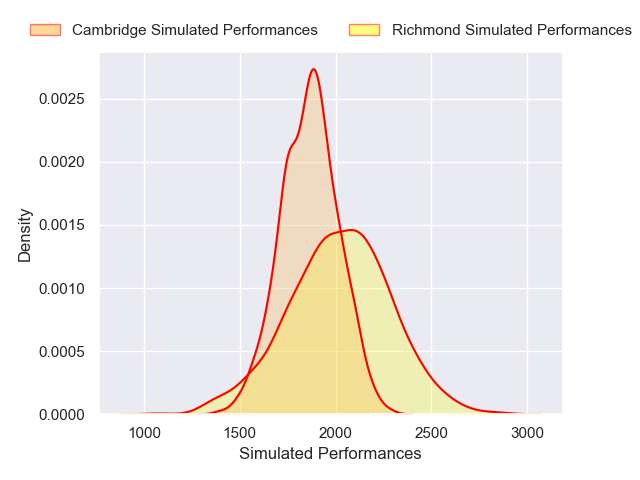 Cambridge Simulated Performances
Richmond Simulated Performances
0.0025
0.0020
0.0015
0.0010
0.0005
0.0000
Density
1000 1500 2000 2500 3000
Simulated Performances